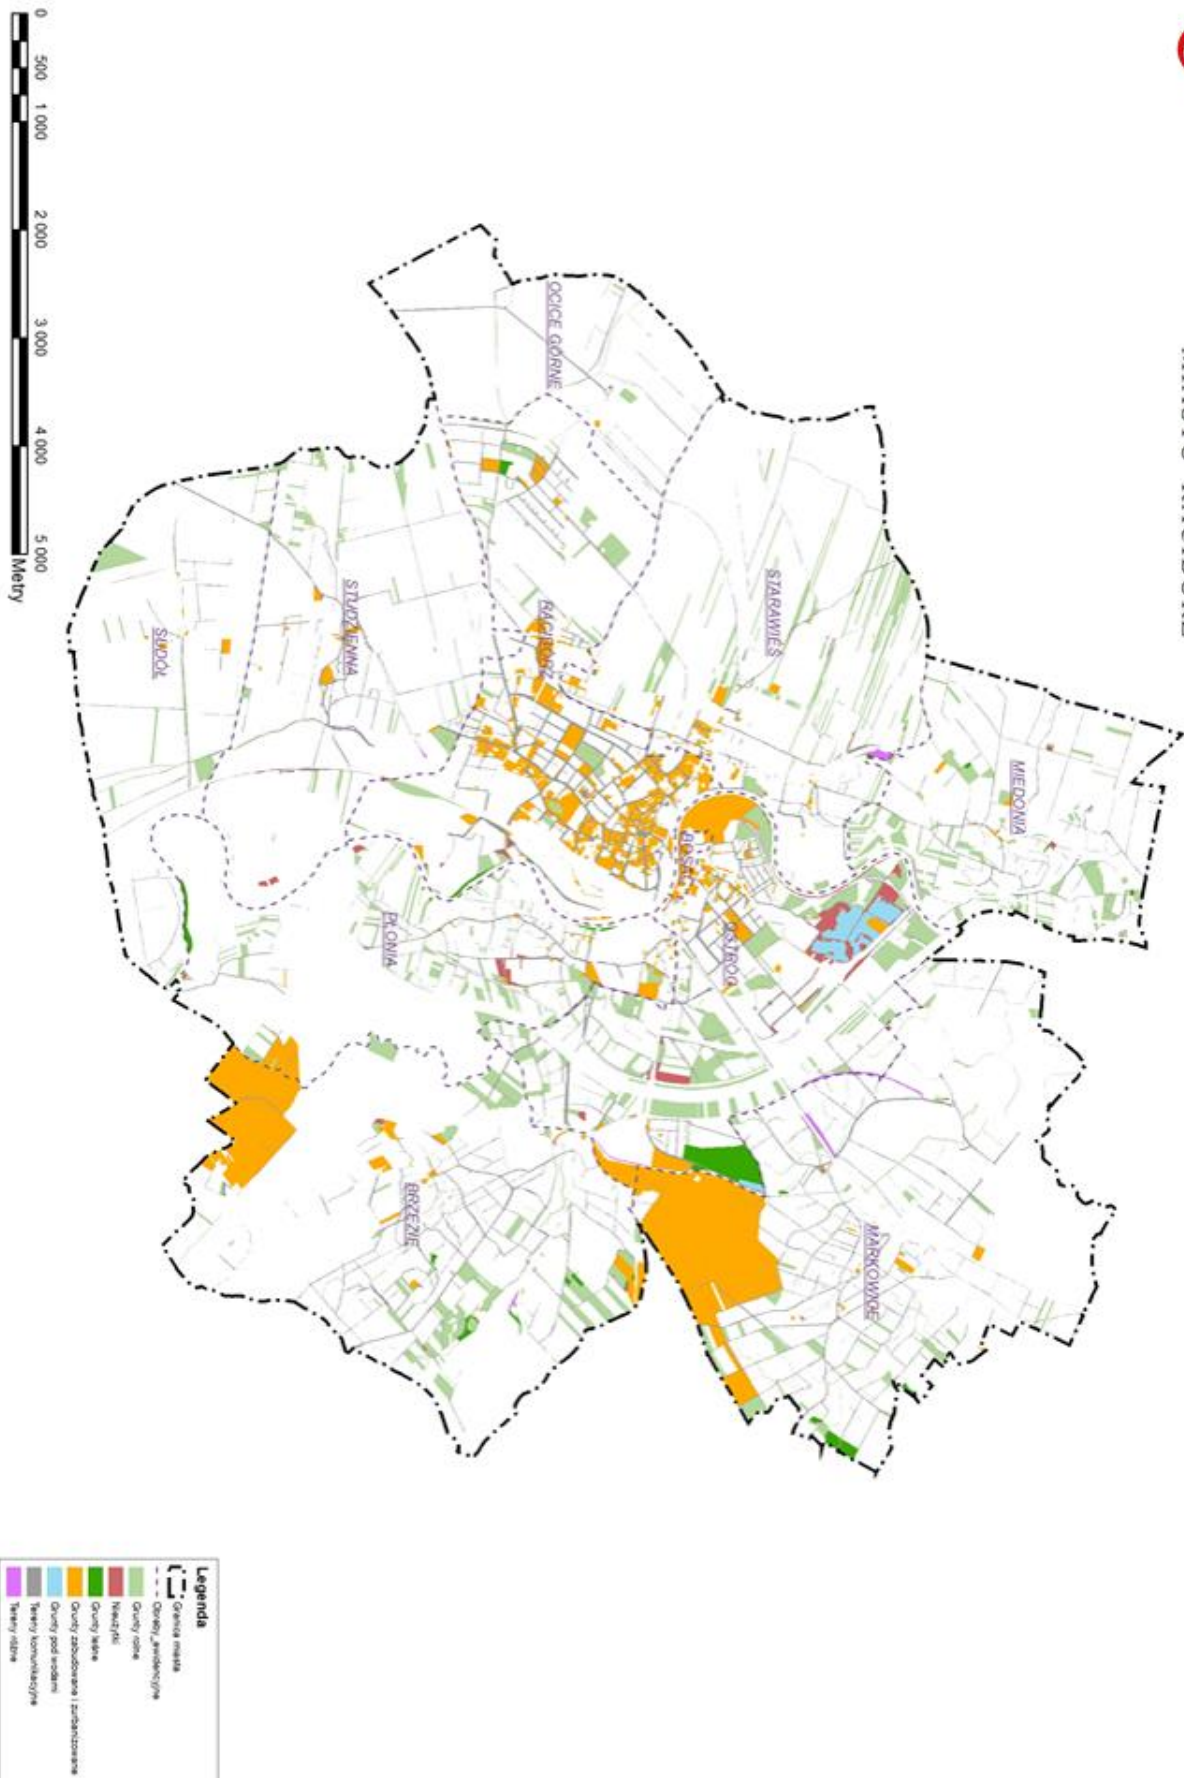 0 500 1 000 2 000 3 000 4 000 5 000
Metry
OCICE GÓRNE
STARAWIEŚ
MIEDONIA
RACIBÓRZ
STUDZIENNA
SUDÓŁ
OSTRÓG
PŁONIA
MARKOWICE
BRZEZIE
Legenda
Granica miasta
Obręby_ewidencyjne
Grunty rolne
Nieużytki
Grunty leśne
Grunty zabudowane i zurbanizowane
Grunty pod wodami
Tereny komunikacyjne
Tereny różne